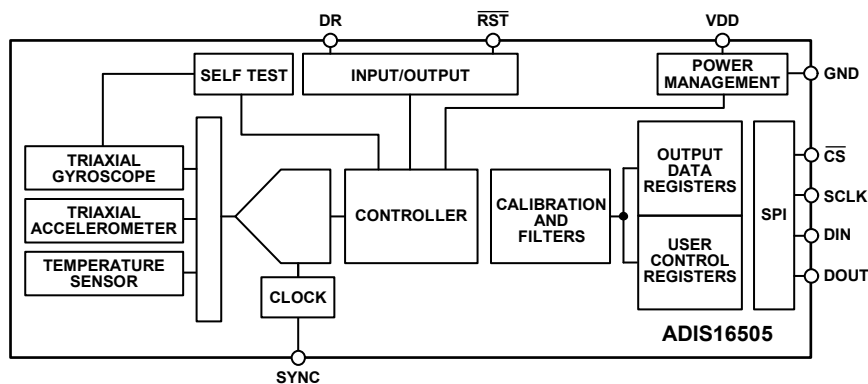 DR
RST
VDD
SELF TEST
INPUT/OUTPUT
POWER
MANAGEMENT
GND
TRIAXIAL
GYROSCOPE
TRIAXIAL
ACCELEROMETER
TEMPERATURE
SENSOR
CONTROLLER
CALIBRATION
AND
FILTERS
OUTPUT
DATA
REGISTERS
USER
CONTROL
REGISTERS
SPI
CS
SCLK
DIN
DOUT
CLOCK
ADIS16505
SYNC